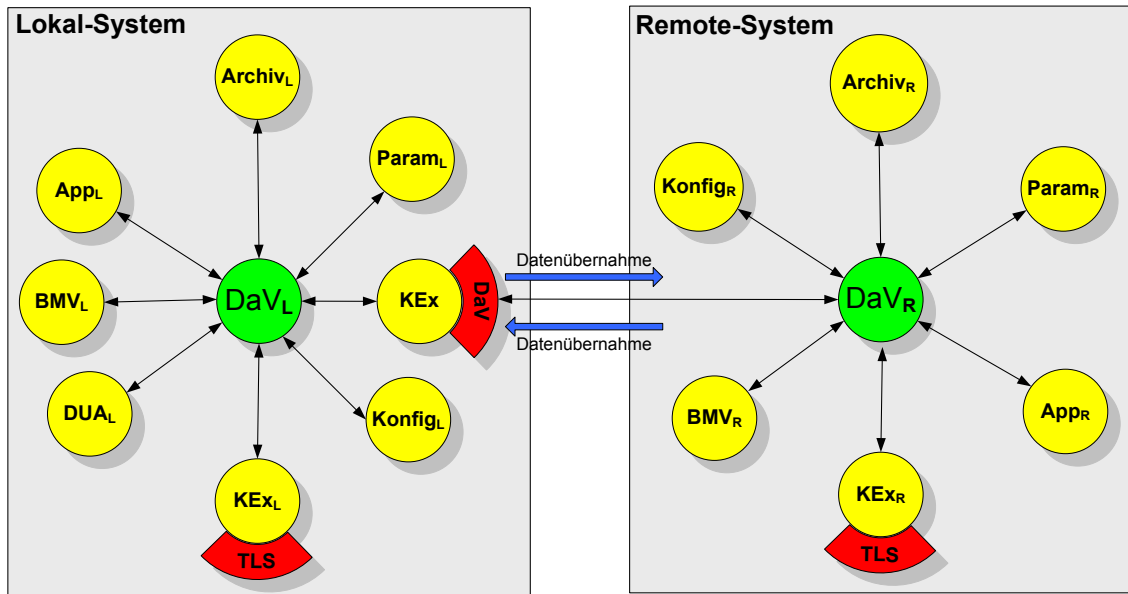 Lokal-System
ArchivL
ParamL
AppL
BMVL
DaVL
KEx
DaV
DUAL
KonfigL
KExL
TLS
Datenübernahme
Datenübernahme
Remote-System
ArchivR
KonfigR
ParamR
DaVR
BMVR
AppR
KExR
TLS